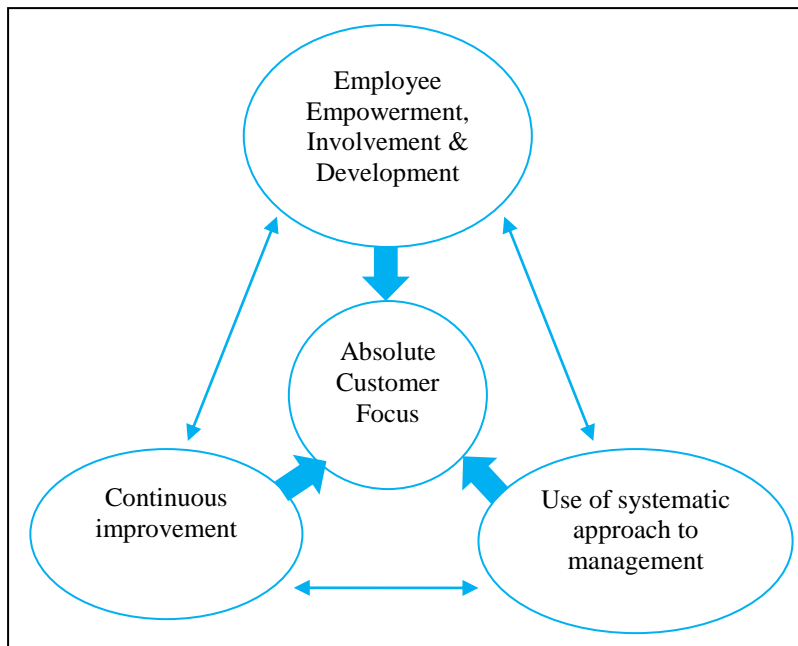 Employee
Empowerment,
Involvement &
Development
Absolute
Customer
Focus
Continuous
improvement
Use of systematic
approach to
management